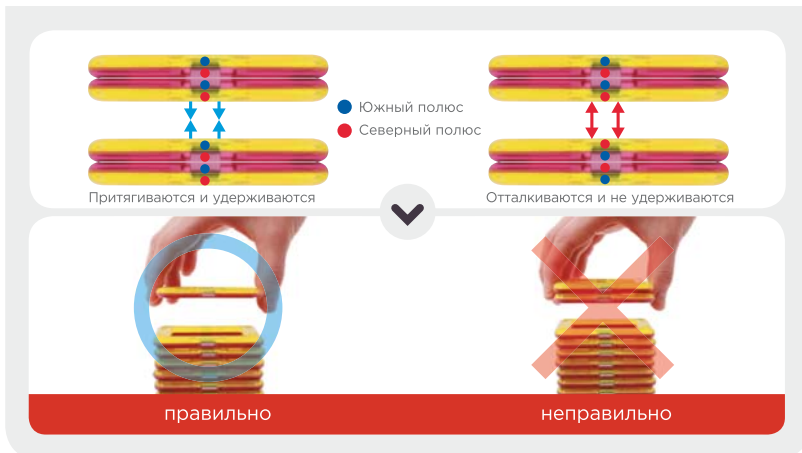 Южный полюс
Северный полюс
Притягиваются и удерживаются
Отталкиваются и не удерживаются
правильно
неправильно